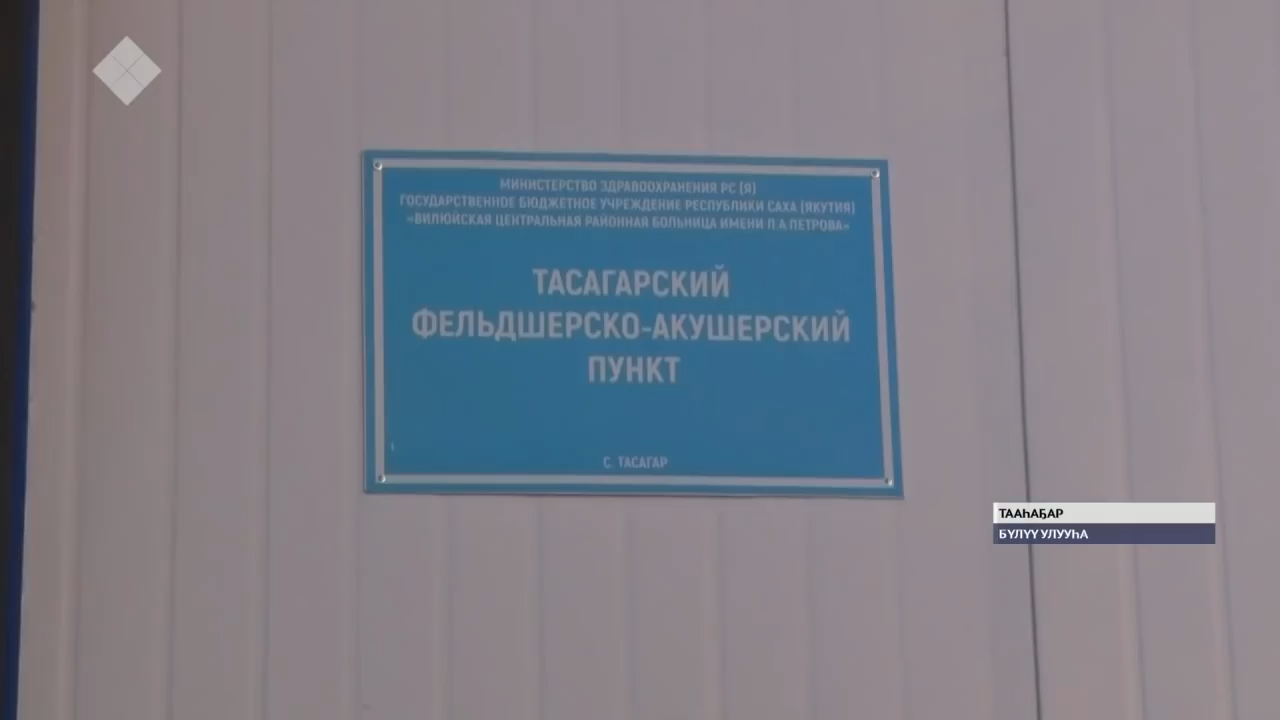 МИНИСТЕРСТВО ЗДРАВООХРАНЕНИЯ РС (Я)
ГОСУДАРСТВЕННОЕ БЮДЖЕТНОЕ УЧРЕЖДЕНИЕ РЕСПУБЛИКИ САХА (ЯКУТИЯ)
«ВИЛЮЙСКАЯ ЦЕНТРАЛЬНАЯ РАЙОННАЯ БОЛЬНИЦА ИМЕНИ П.А.ПЕТРОВА»
ТАСАГАРСКИЙ
ФЕЛЬДШЕРСКО-АКУШЕРСКИЙ
ПУНКТ
С. ТАСАГАР
ТААҺАҔАР
БҮЛҮҮ УЛУУҺА